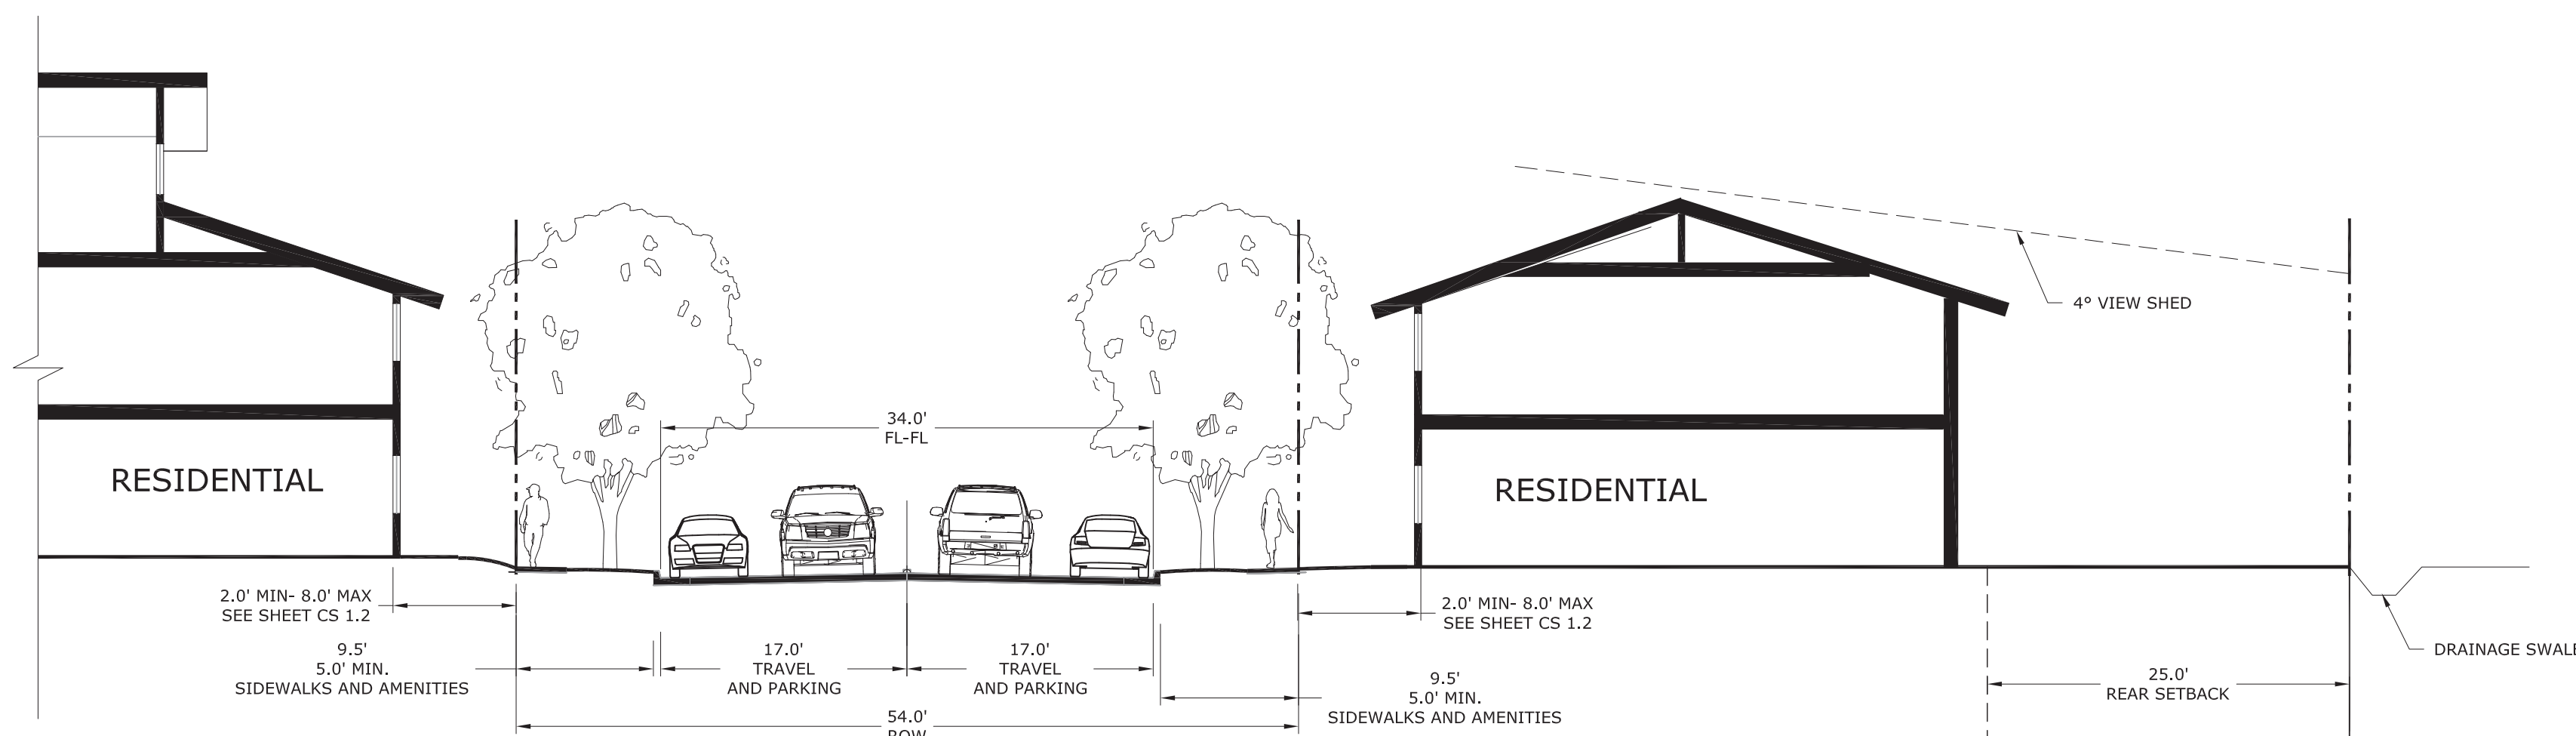 34.0'
FL-FL
4° VIEW SHED
RESIDENTIAL
RESIDENTIAL
2.0' MIN- 8.0' MAX
SEE SHEET CS 1.2
2.0' MIN- 8.0' MAX
SEE SHEET CS 1.2
9.5'
5.0' MIN.
SIDEWALKS AND AMENITIES
17.0'
TRAVEL
AND PARKING
17.0'
TRAVEL
AND PARKING
9.5'
5.0' MIN.
SIDEWALKS AND AMENITIES
DRAINAGE SWALE
25.0'
REAR SETBACK
54.0'
ROW